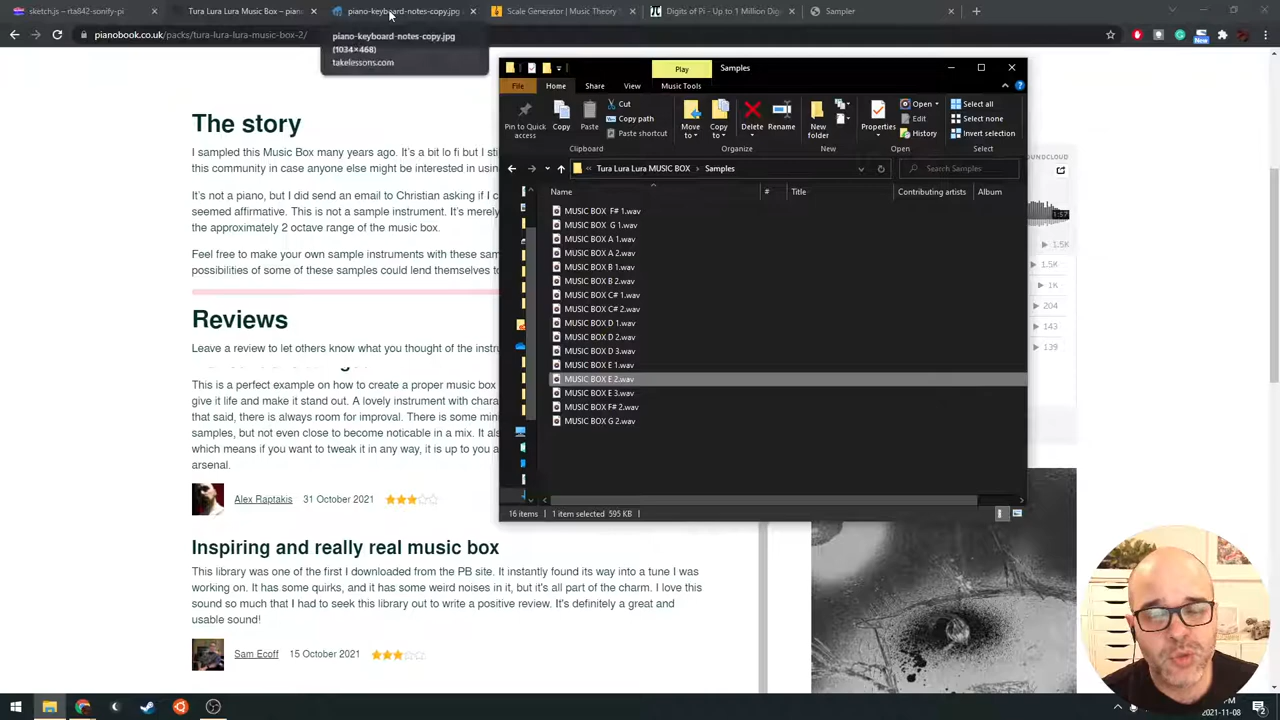 sketch.js – rta842-sonify-p
Tura Lura Lura Music Box – pian
piano-keyboard-notes-copy.jpg
Scale Generator | Music Theory
Digits of Pi - Up to 1 Million Digi
Sampler
pianobook.co.uk/packs/tura-lura-lura-music-box-2/
piano-keyboard-notes-copy.jpg
(1034×468)
takelessons.com
Play
Samples
File
Home
Share
View
Music Tools
Pin to Quick
access
Copy
Paste
Cut
Copy path
Paste shortcut
Clipboard
Move
to
Copy
to
Delete
Rename
Organize
New
folder
New
Properties
Open
Edit
History
Open
Select all
Select none
Invert selection
Select
Tura Lura Lura MUSIC BOX > Samples
Search Samples
Name
#
Title
Contributing artists
Album
MUSIC BOX F# 1.wav
MUSIC BOX G 1.wav
MUSIC BOX A 1.wav
MUSIC BOX A 2.wav
MUSIC BOX B 1.wav
MUSIC BOX B 2.wav
MUSIC BOX C# 1.wav
MUSIC BOX C# 2.wav
MUSIC BOX D 1.wav
MUSIC BOX D 2.wav
MUSIC BOX D 3.wav
MUSIC BOX E 1.wav
MUSIC BOX E 2.wav
MUSIC BOX E 3.wav
MUSIC BOX F# 2.wav
MUSIC BOX G 2.wav
16 items
1 item selected 595 KB
The story
I sampled this Music Box many years ago. It's a bit lo fi but I sti
this community in case anyone else might be interested in usin
It's not a piano, but I did send an email to Christian asking if I c
seemed affirmative. This is not a sample instrument. It's merely
the approximately 2 octave range of the music box.
Feel free to make your own sample instruments with these sam
possibilities of some of these samples could lend themselves to
Reviews
Leave a review to let others know what you thought of the instru
This is a perfect example on how to create a proper music box
give it life and make it stand out. A lovely instrument with chara
that said, there is always room for improval. There is some min
samples, but not even close to become noticable in a mix. It als
which means if you want to tweak it in any way, it is up to you a
arsenal.
Alex Raptakis 31 October 2021
Inspiring and really real music box
This library was one of the first I downloaded from the PB site. It instantly found its way into a tune I was
working on. It has some quirks, and it has some weird noises in it, but it's all part of the charm. I love this
sound so much that I had to seek this library out to write a positive review. It's definitely a great and
usable sound!
Sam Ecoff 15 October 2021
OUNDCLOUD
1:57
1.5K
1.5K
1K
204
143
139
New
2021-11-08
2